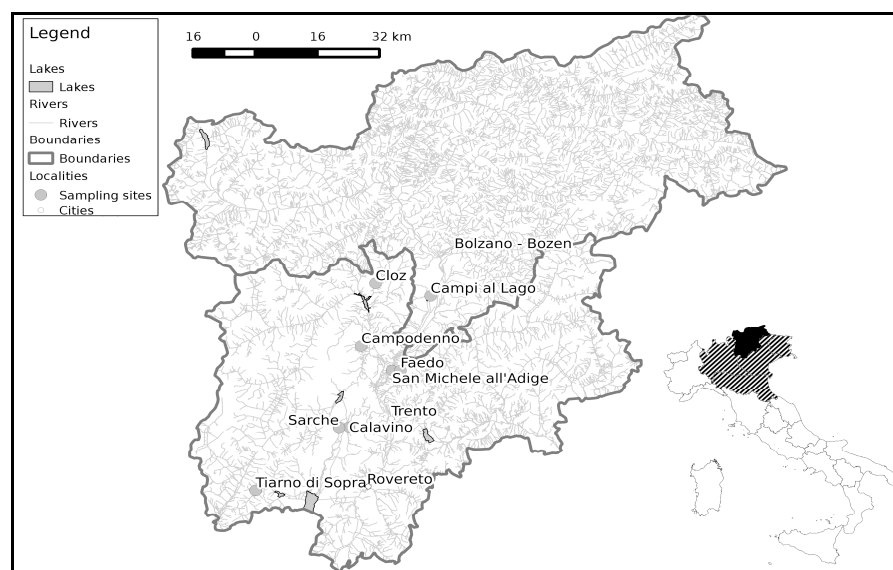 Legend
Lakes
Lakes
Rivers
Rivers
Boundaries
Boundaries
Localities
Sampling sites
Cities
16 0 16 32 km
Bolzano - Bozen
Cloz
Campi al Lago
Campodenno
Faedo
San Michele all'Adige
Trento
Sarche
Calavino
Tiarno di Sopra
Rovereto